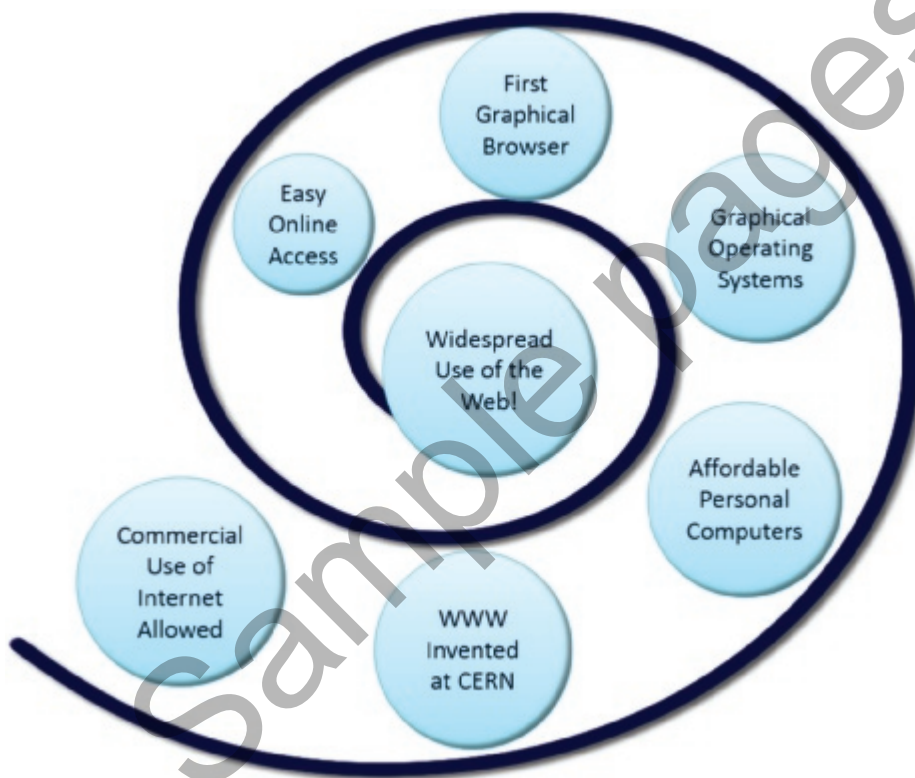 First
Graphical
Browser
Easy
Online
Access
Graphical
Operating
Systems
Widespread
Use of the
Web!
Affordable
Personal
Computers
Commercial
Use of
Internet
Allowed
WWW
Invented
at CERN
Sample pages